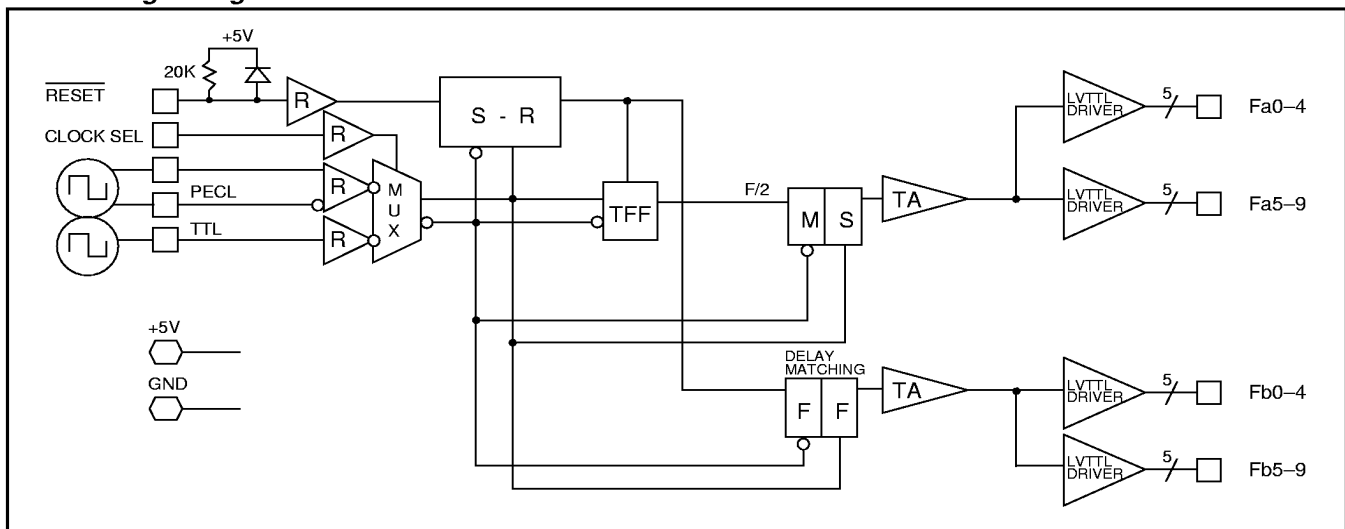 +5V
20K
RESET
CLOCK SEL
PECL
TTL
R
R
R
R
M
U
X
S - R
TFF
F/2
M S
TA
LVTTL
DRIVER
5
Fa0–4
LVTTL
DRIVER
5
Fa5–9
+5V
GND
DELAY
MATCHING
F F
TA
LVTTL
DRIVER
5
Fb0–4
LVTTL
DRIVER
5
Fb5–9